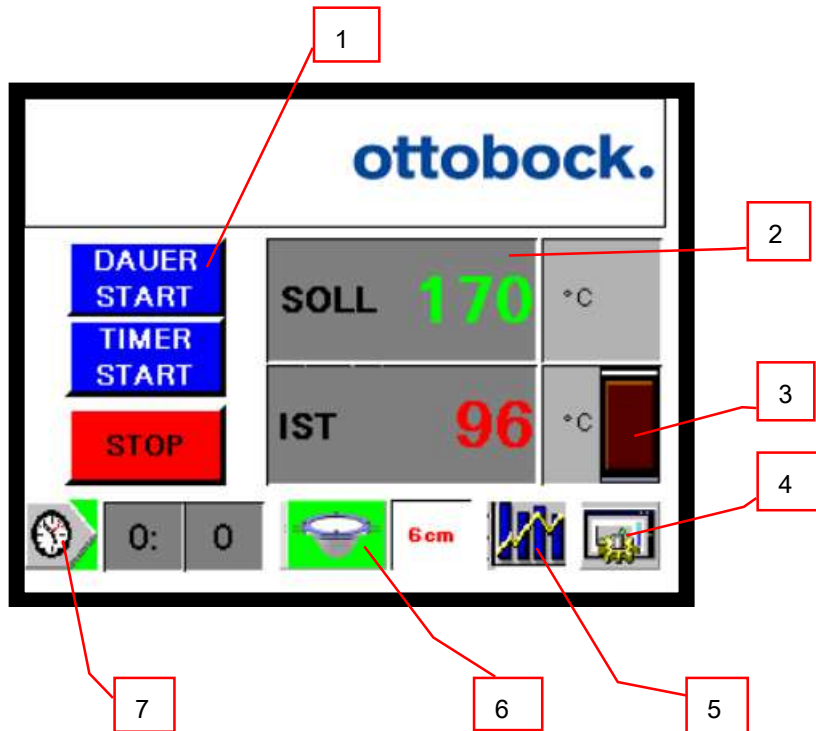 1
ottobock.
2
DAUER
START
SOLL 170 °C
TIMER
START
IST 96 °C
3
STOP
4
0: 0
6cm
7
6
5